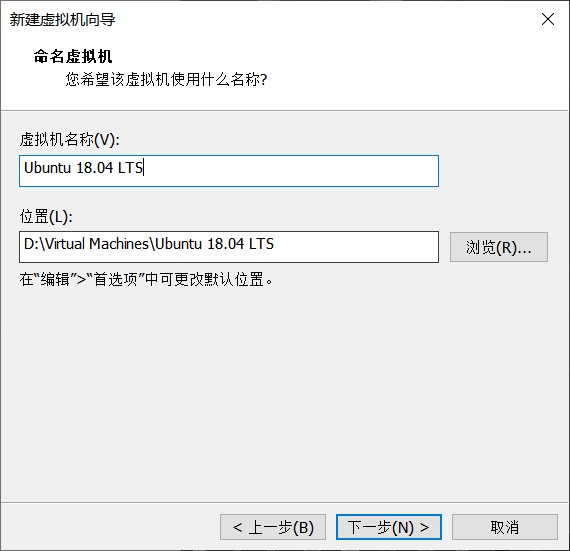 新建虚拟机向导
命名虚拟机
您希望该虚拟机使用什么名称?
虚拟机名称(V):
Ubuntu 18.04 LTS
位置(L):
D:\Virtual Machines\Ubuntu 18.04 LTS
浏览(R)...
在“编辑”>“首选项”中可更改默认位置。
< 上一步(B)
下一步(N) >
取消